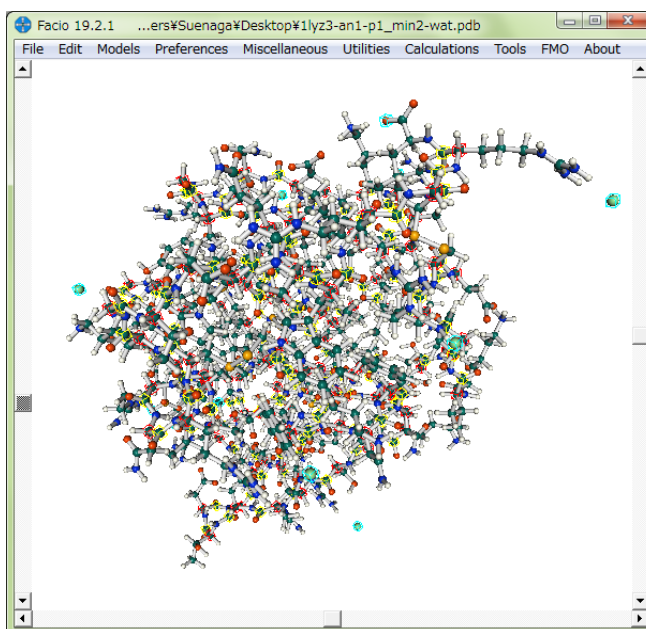 Facio 19.2.1 ...ers¥Suenaga¥Desktop¥1lyz3-an1-p1_min2-wat.pdb
File Edit Models Preferences Miscellaneous Utilities Calculations Tools FMO About